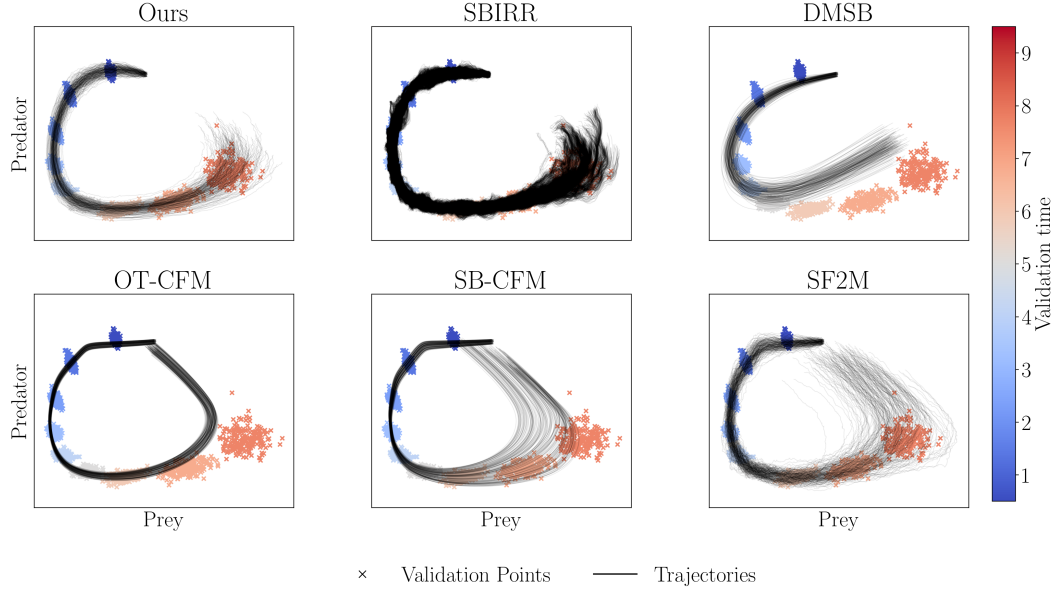 Ours
SBIRR
DMSB
Predator
9
8
7
6
5
4
3
2
1
Validation time
OT-CFM
SB-CFM
SF2M
Predator
Prey
Prey
Prey
× Validation Points
Trajectories